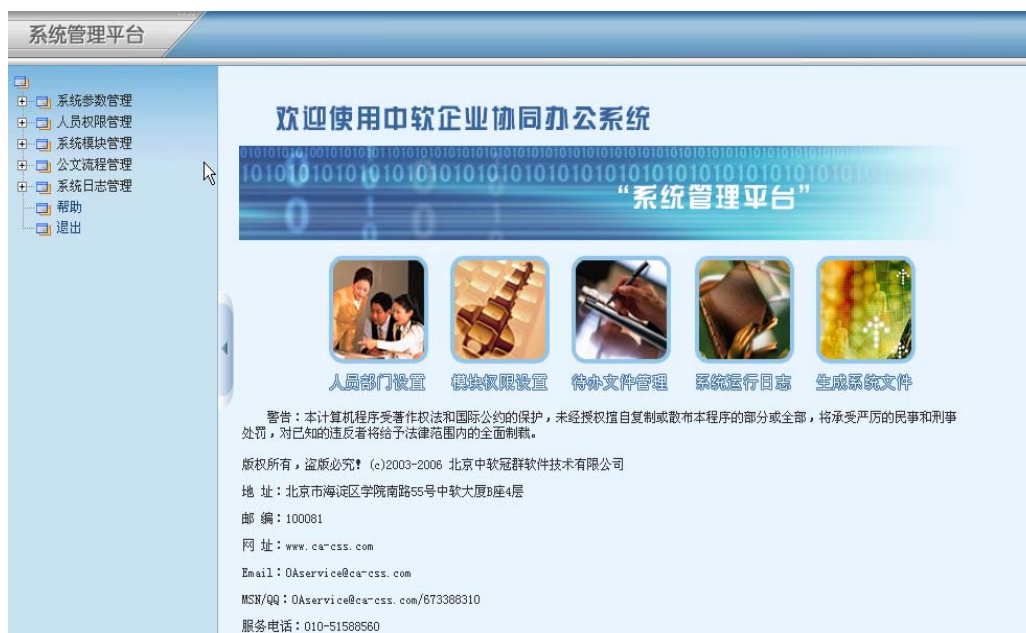 系统管理平台
系统参数管理
人员权限管理
系统模块管理
公文流程管理
系统日志管理
帮助
退出
欢迎使用中软企业协同办公系统
“系统管理平台”
人员部门设置
模块权限设置
待办文件管理
系统运行日志
生成系统文件
警告：本计算机程序受著作权法和国际公约的保护，未经授权擅自复制或散布本程序的部分或全部，将承受严厉的民事和刑事
处罚，对已知的违反者将给予法律范围内的全面制裁。
版权所有，盗版必究！(c)2003-2006 北京中软冠群软件技术有限公司
地 址：北京市海淀区学院南路55号中软大厦B座4层
邮 编：100081
网 址：www.ca-css.com
Email：OAservice@ca-css.com
MSN/QQ：OAservice@ca-css.com/673388310
服务电话：010-51588560